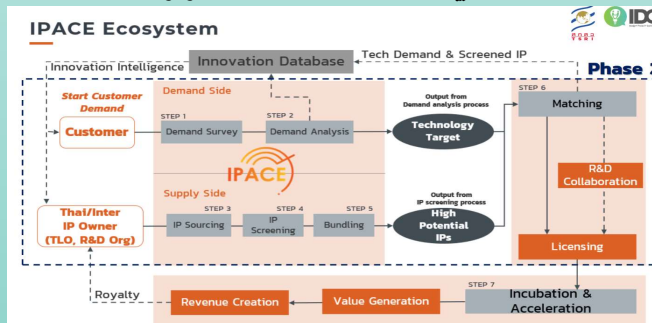 IPACE Ecosystem
Innovation Intelligence
Innovation Database
Tech Demand & Screened IP
Phase
Start Customer
Demand
Customer
Demand Side
STEP 1
Demand Survey
STEP 2
Demand Analysis
Output from
Demand analysis process
Technology
Target
STEP 6
Matching
IPACE
R&D
Collaboration
Supply Side
Thai/Inter
IP Owner
(TLO, R&D Org)
STEP 3
IP Sourcing
STEP 4
IP
Screening
STEP 5
Bundling
Output from
IP screening process
High
Potential
IPs
Licensing
Royalty
Revenue Creation
Value Generation
STEP 7
Incubation &
Acceleration